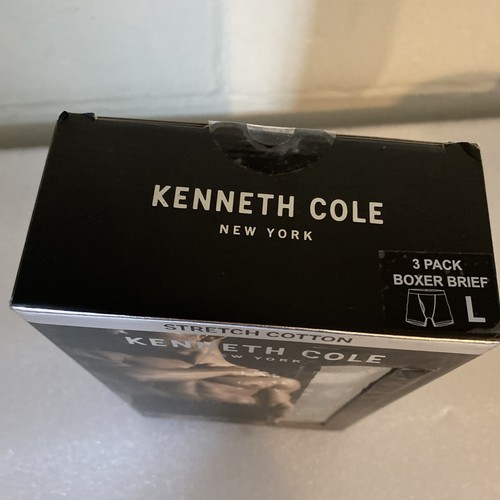 KENNETH COLE
NEW YORK
3 PACK
BOXER BRIEF
L
STRETCH COTTON
KENNETH COLE
NEW YORK